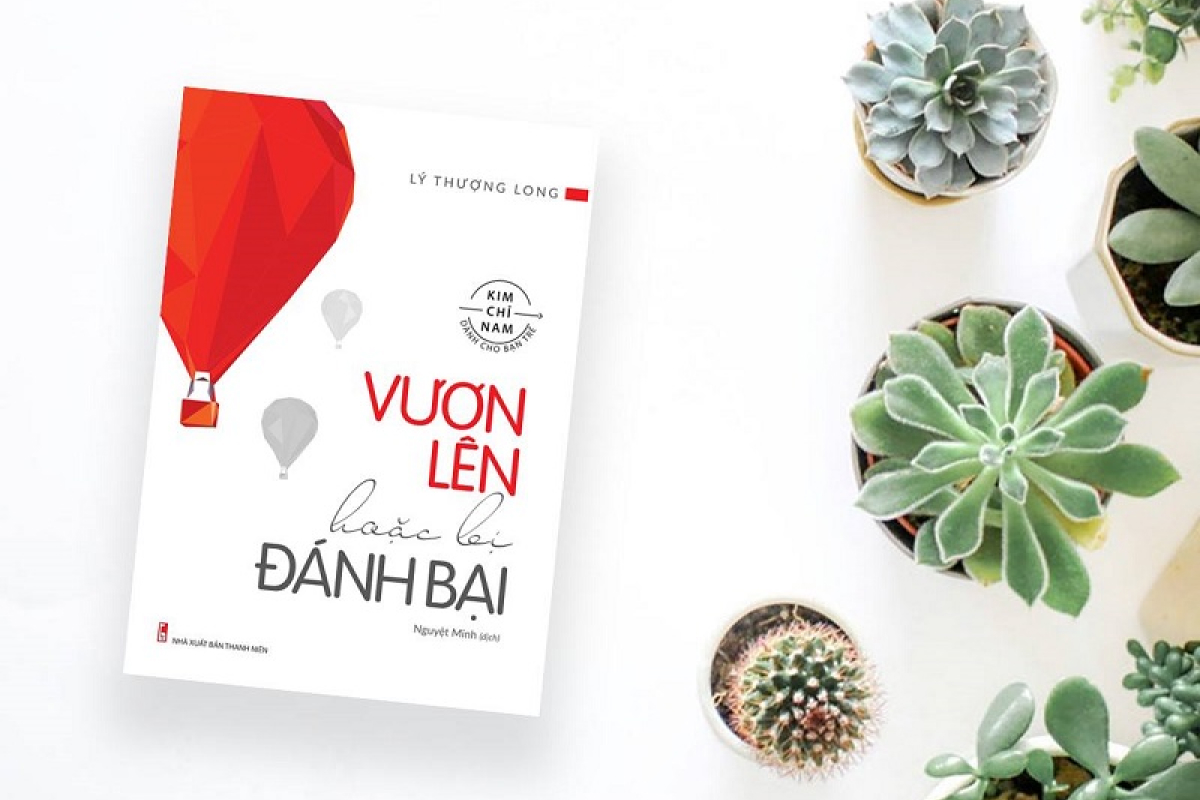 LÝ THƯỢNG LONG
KIM
CHỈ
NAM
DÀNH CHO BẠN TRẺ
VƯƠN
LÊN
hoặc bị
ĐÁNH BẠI
Nguyệt Minh (dịch)
NHÀ XUẤT BẢN THANH NIÊN